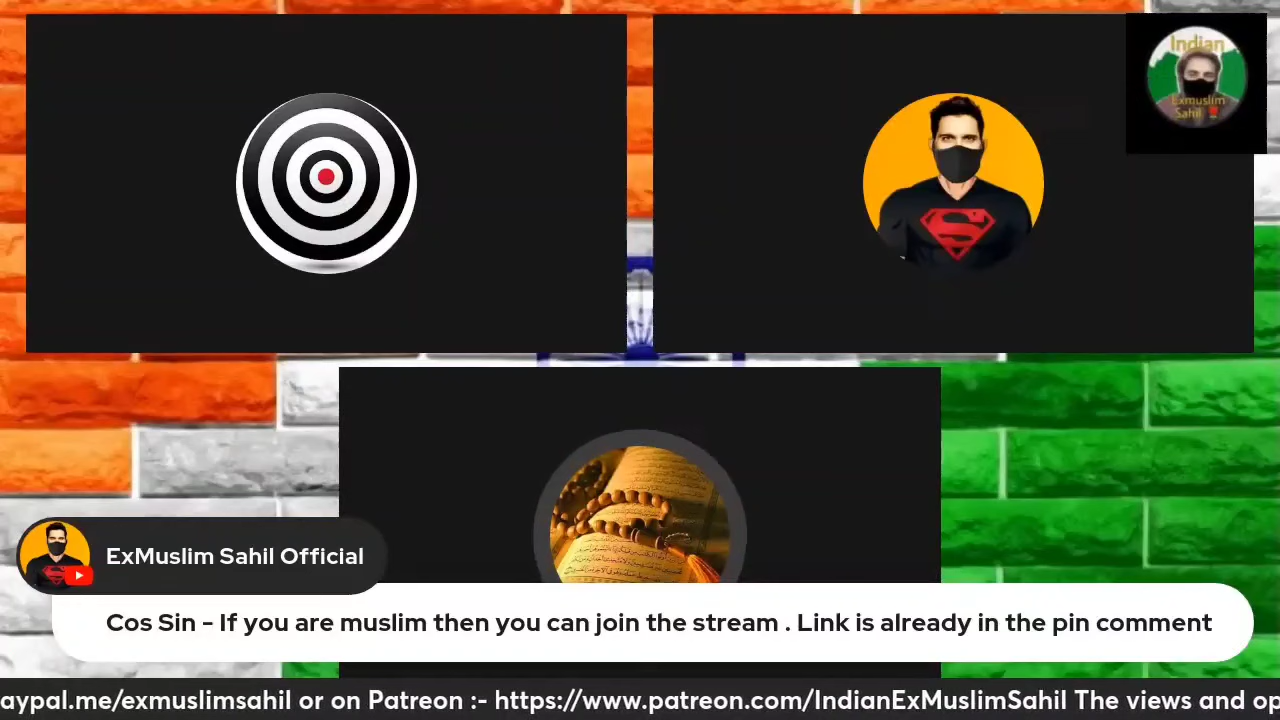 Indian
Exmuslim
Sahil
ExMuslim Sahil Official
Cos Sin - If you are muslim then you can join the stream . Link is already in the pin comment
aypal.me/exmuslimsahil or on Patreon :- https://www.patreon.com/IndianExMuslimSahil The views and op